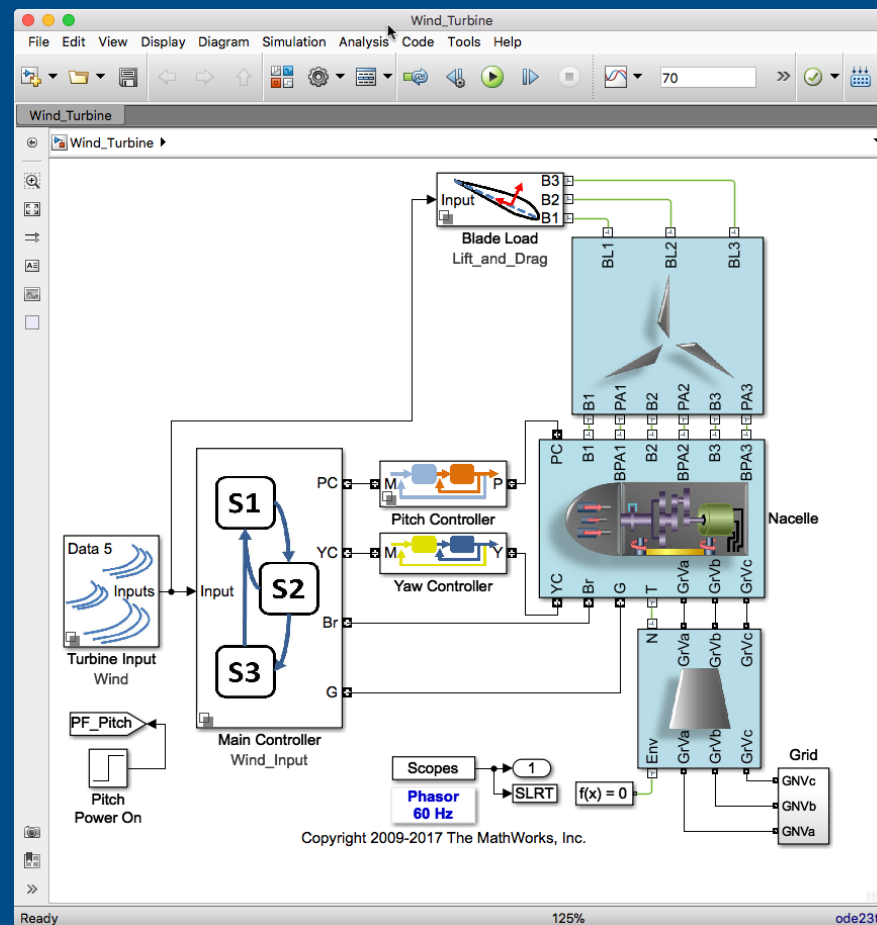 Wind_Turbine
File Edit View Display Diagram Simulation Analysis Code Tools Help
70
Wind_Turbine
Wind_Turbine
Input
B3
B2
B1
Blade Load
Lift_and_Drag
BL1 BL2 BL3
B1 PA1 B2 PA2 B3 PA3
PC B1 BPA1 B2 BPA2 B3 BPA3
Nacelle
YC Br G T GrVa GrVb GrVc
PC
M P
Pitch Controller
YC
M Y
Yaw Controller
Br
G
Input
S1
S2
S3
Main Controller
Wind_Input
Data 5
Inputs
Turbine Input
Wind
PF_Pitch
Pitch
Power On
N GrVa GrVb GrVc
Env GrVa GrVb GrVc
Grid
GNVc
GNVb
GNVa
Scopes
1
SLRT
f(x) = 0
Phasor
60 Hz
Copyright 2009-2017 The MathWorks, Inc.
Ready 125%